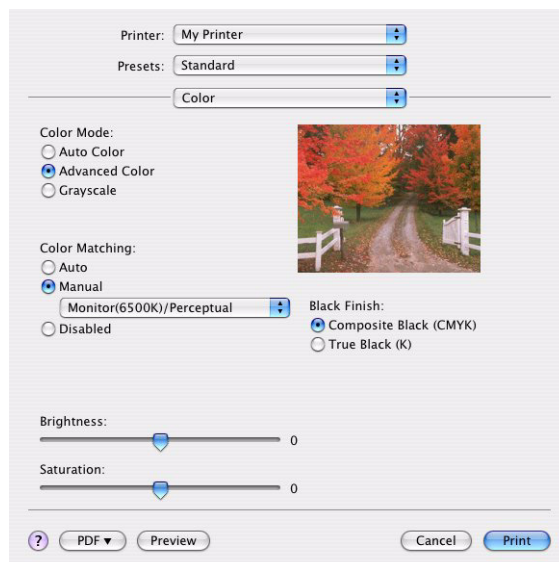 Printer: My Printer
Presets: Standard
Color
Color Mode:
Auto Color
Advanced Color
Grayscale
Color Matching:
Auto
Manual
Monitor(6500K)/Perceptual
Disabled
Black Finish:
Composite Black (CMYK)
True Black (K)
Brightness:
0
Saturation:
0
? PDF ▼ Preview Cancel Print